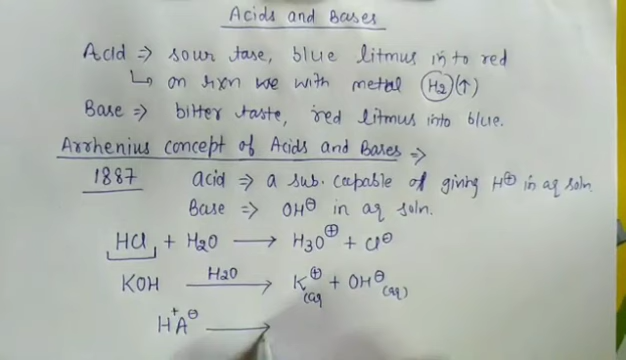 Acids and Bases
Acid => sour tase, blue litmus in to red
↳ on rxn we with metal H2 (↑)
Base => bitter taste, red litmus into blue.
Arrhenius concept of Acids and Bases =>
1887 acid => a sub. capable of giving H⊕ in aq soln.
Base => OH⊖ in aq soln.
HCl + H2O ⟶ H3O⊕ + Cl⊖
KOH —H2O⟶ K⊕(aq + OH⊖(aq)
H⁺A⊖ ⟶